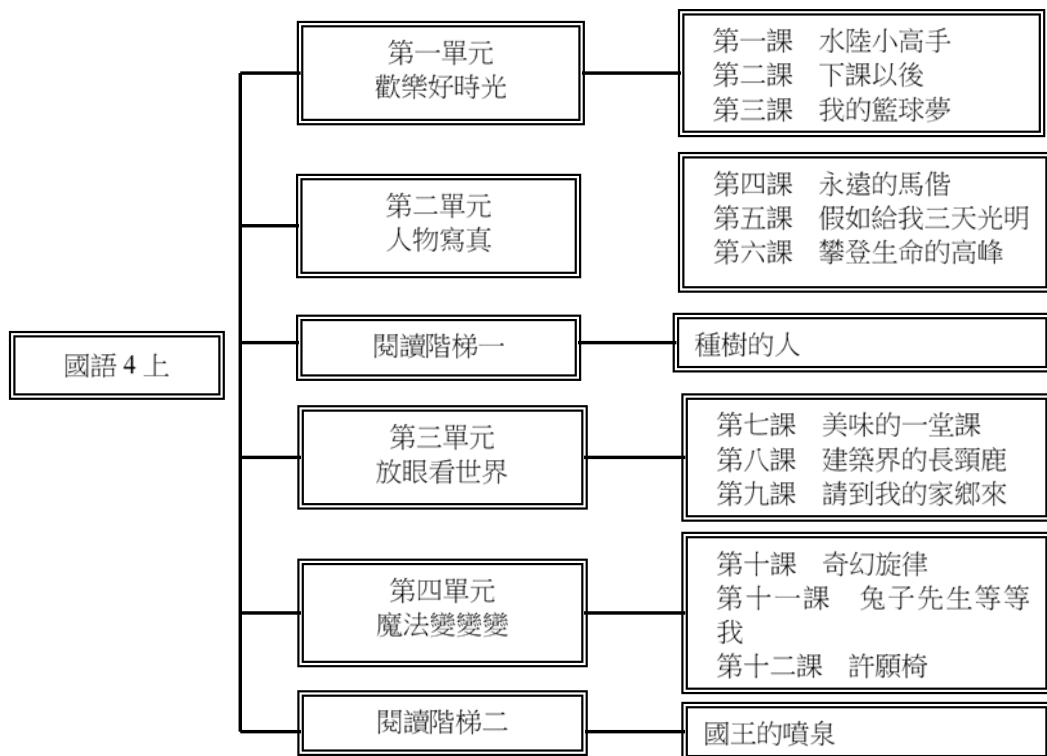 國語 4 上
第一單元
歡樂好時光
第一課 水陸小高手
第二課 下課以後
第三課 我的籃球夢
第二單元
人物寫真
第四課 永遠的馬偕
第五課 假如給我三天光明
第六課 攀登生命的高峰
閱讀階梯一
種樹的人
第三單元
放眼看世界
第七課 美味的一堂課
第八課 建築界的長頸鹿
第九課 請到我的家鄉來
第四單元
魔法變變變
第十課 奇幻旋律
第十一課 兔子先生等等
我
第十二課 許願椅
閱讀階梯二
國王的噴泉